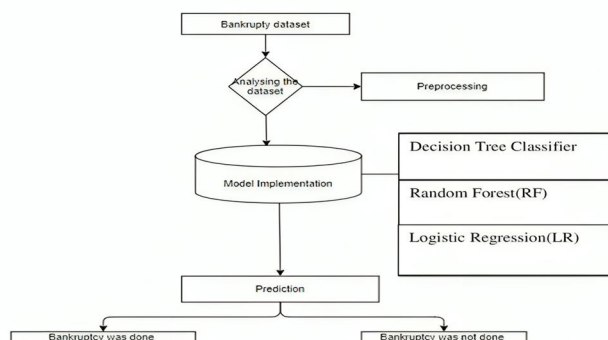 Bankrupty dataset
Analysing the
dataset
Preprocessing
Decision Tree Classifier
Model Implementation
Random Forest(RF)
Logistic Regression(LR)
Prediction
Bankruptcy was done
Bankruptcy was not done